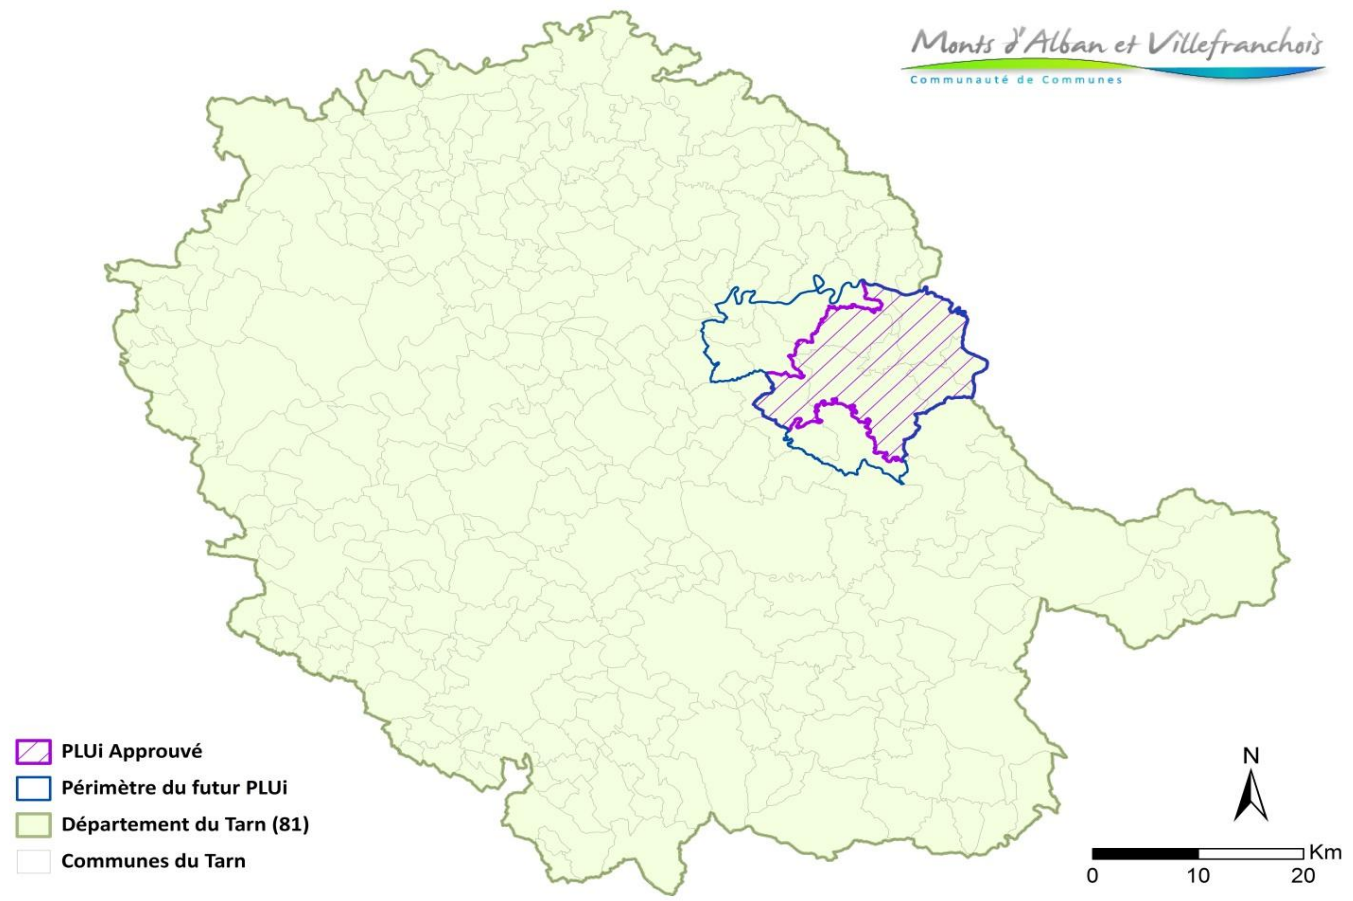 Monts d'Alban et Villefranchois
Communauté de Communes
PLUi Approuvé
Périmètre du futur PLUi
Département du Tarn (81)
Communes du Tarn
N
Km
0 10 20